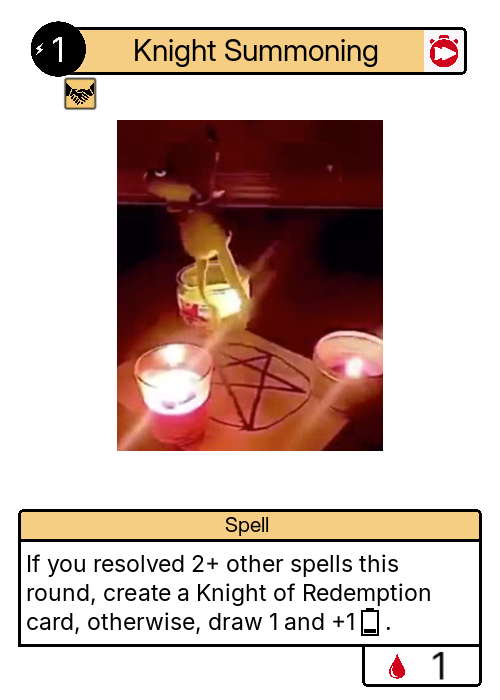 1
Knight Summoning
Spell
If you resolved 2+ other spells this
round, create a Knight of Redemption
card, otherwise, draw 1 and +1 .
1